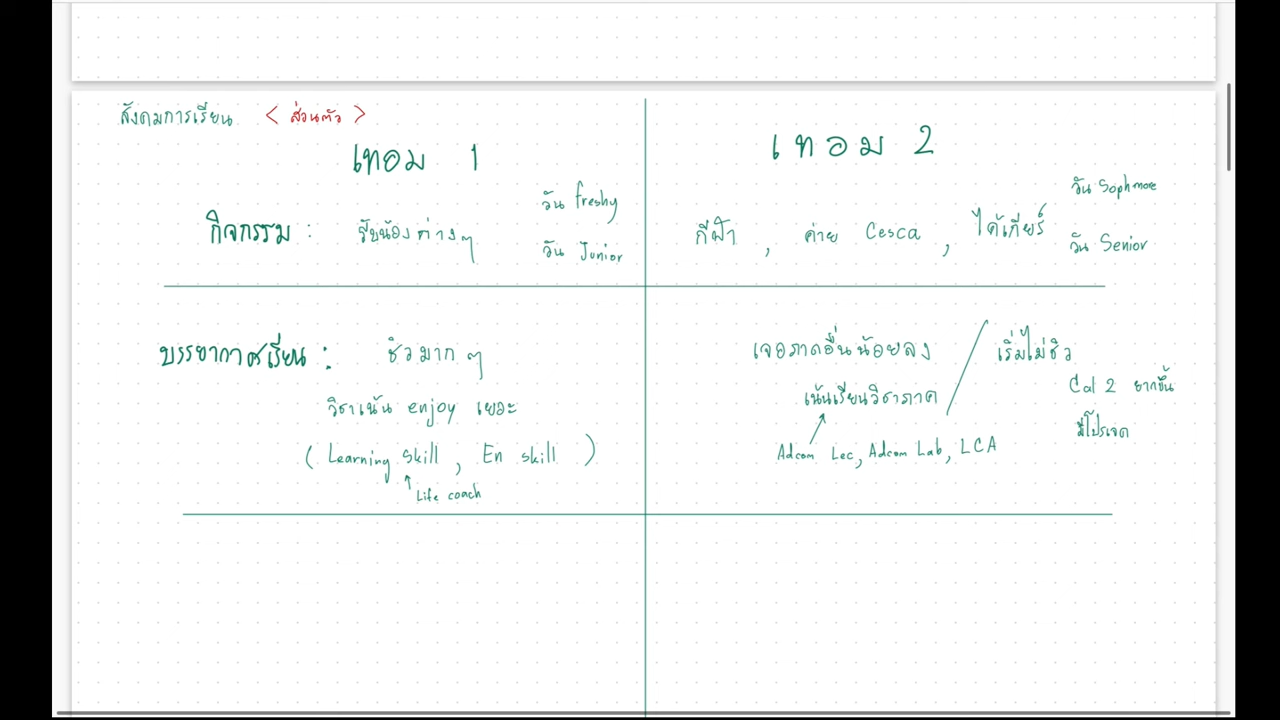 สังคมการเรียน < ส่วนตัว >
เทอม 1
กิจกรรม : รับน้องต่างๆ
วัน freshy
วัน Junior
เทอม 2
กีฬา , ค่าย Cesca , ได้เกียร์
วัน Sophmoe
วัน Senior
บรรยากาศเรียน : ชิวมากๆ
วิชาเน้น enjoy เยอะ
( Learning Skill , En skill )
Life coach
เจอภาคอื่นน้อยลง
เน้นเรียนวิชาภาค
Adcom Lec, Adcom Lab, LCA
เริ่มไม่ชิว
Cal 2 ยากขึ้น
มีโปรเจค